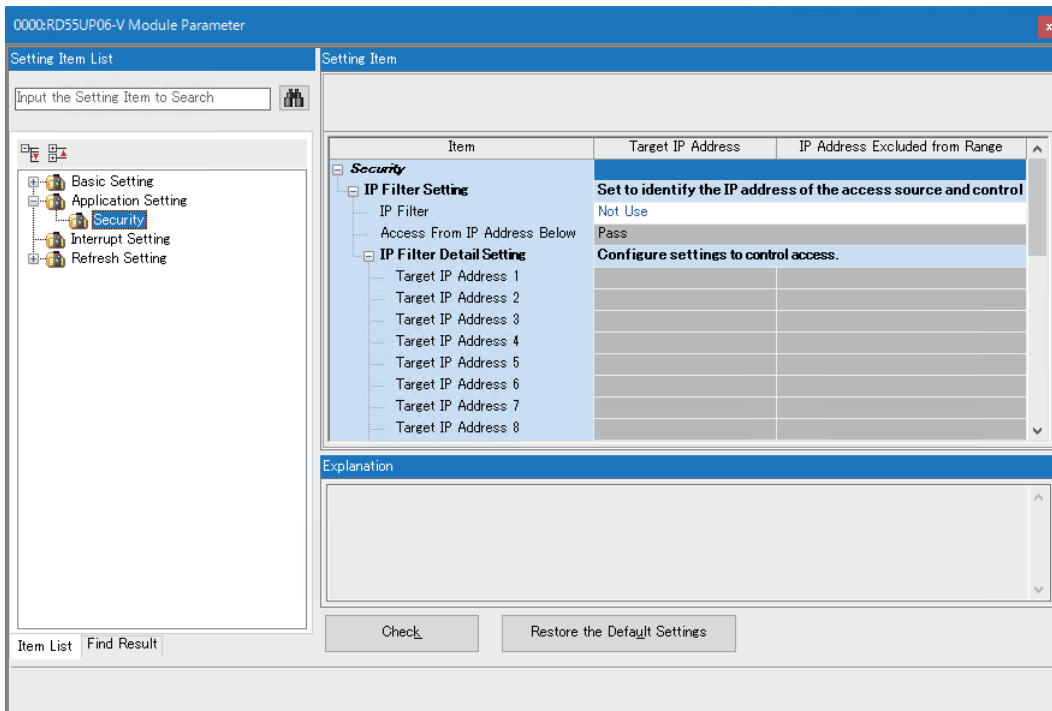 0000:RD55UP06-V Module Parameter
x
Setting Item List
Setting Item
Input the Setting Item to Search
Item
Target IP Address
IP Address Excluded from Range
Basic Setting
Application Setting
Security
Interrupt Setting
Refresh Setting
Security
IP Filter Setting
Set to identify the IP address of the access source and control
IP Filter
Not Use
Access From IP Address Below
Pass
IP Filter Detail Setting
Configure settings to control access.
Target IP Address 1
Target IP Address 2
Target IP Address 3
Target IP Address 4
Target IP Address 5
Target IP Address 6
Target IP Address 7
Target IP Address 8
Explanation
Check
Restore the Default Settings
Item List
Find Result